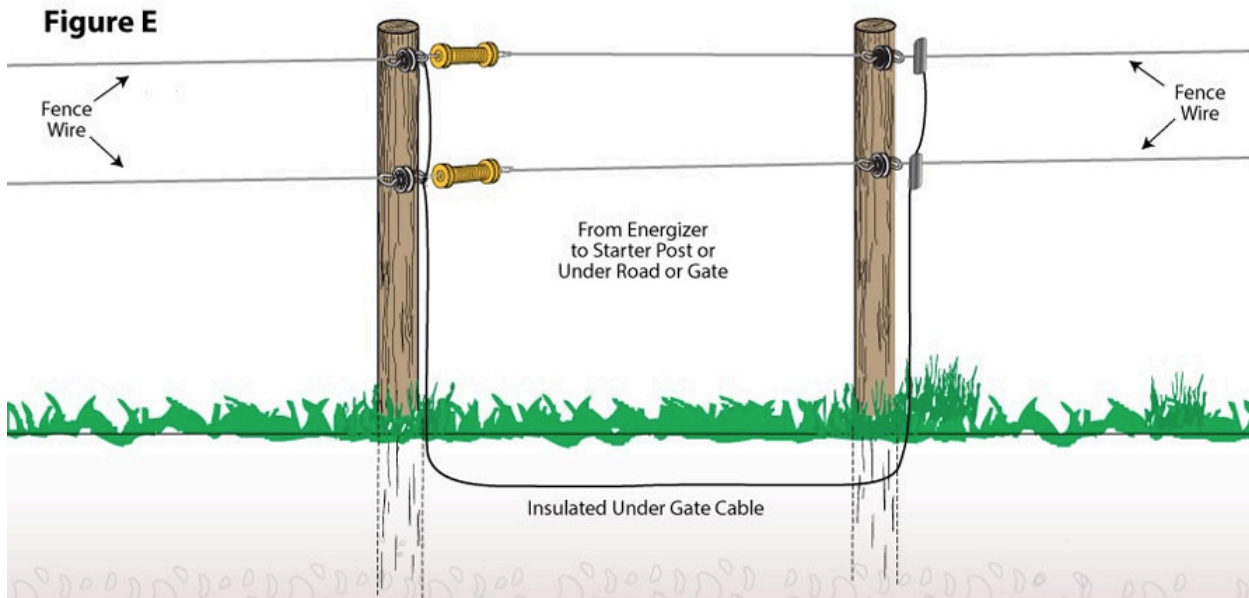 Figure E
Fence
Wire
Fence
Wire
From Energizer
to Starter Post or
Under Road or Gate
Insulated Under Gate Cable